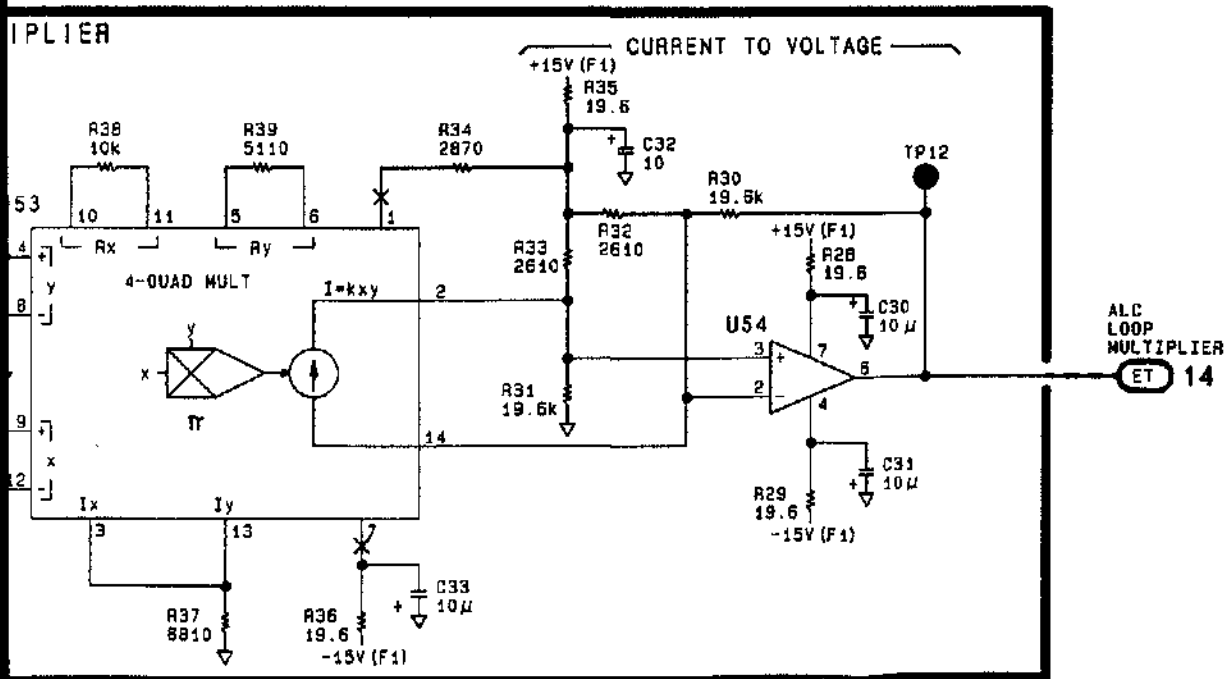 IPLIER
CURRENT TO VOLTAGE
+15V(F1)
R35
19.6
R38
10k
R39
5110
R34
2870
C32
10
TP12
R30
19.6k
53
10
11
5
6
1
Rx
Ry
R33
2610
R32
2610
+15V(F1)
R28
19.6
4
+
y
8
-
4-QUAD MULT
I=kxy
2
C30
10μ
U54
ALC
LOOP
MULTIPLIER
ET
14
y
x
π
3
+
7
6
2
-
4
R31
19.6k
9
+
x
12
-
14
C31
10μ
R29
19.6
-15V(F1)
Ix
Iy
3
13
7
R37
6810
R36
19.6
-15V(F1)
+
C33
10μ